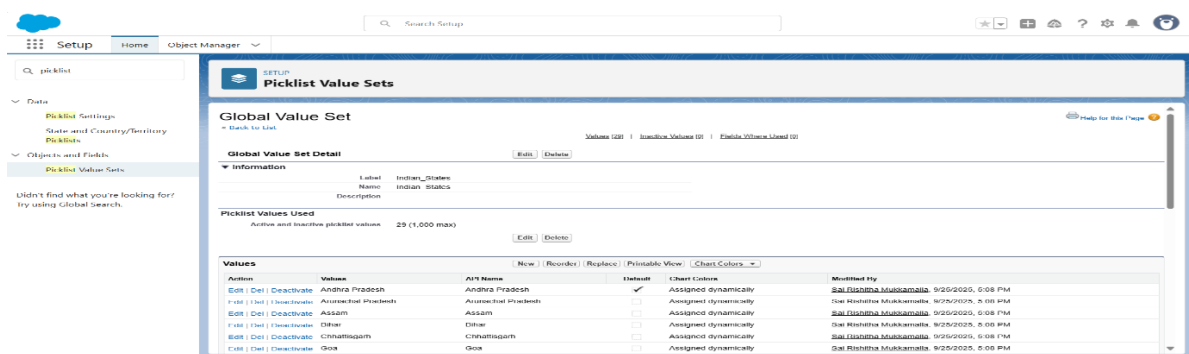 Search Setup
Setup Home Object Manager
picklist
Data
Picklist Settings
State and Country/Territory
Picklists
Objects and Fields
Picklist Value Sets
Didn't find what you're looking for?
Try using Global Search.
SETUP
Picklist Value Sets
Global Value Set
« Back to List
Help for this Page
Values [29] | Inactive Values [0] | Fields Where Used [0]
Global Value Set Detail Edit Delete
Information
Label Indian_States
Name Indian_States
Description
Picklist Values Used
Active and inactive picklist values 29 (1,000 max)
Edit Delete
Values New Reorder Replace Printable View Chart Colors
Action Values API Name Default Chart Colors Modified By
Edit | Del | Deactivate Andhra Pradesh Andhra Pradesh Assigned dynamically Sai Rishitha Mukkamalla, 9/25/2025, 5:08 PM
Edit | Del | Deactivate Arunachal Pradesh Arunachal Pradesh Assigned dynamically Sai Rishitha Mukkamalla, 9/25/2025, 5:08 PM
Edit | Del | Deactivate Assam Assam Assigned dynamically Sai Rishitha Mukkamalla, 9/25/2025, 5:08 PM
Edit | Del | Deactivate Bihar Bihar Assigned dynamically Sai Rishitha Mukkamalla, 9/25/2025, 5:08 PM
Edit | Del | Deactivate Chhattisgarh Chhattisgarh Assigned dynamically Sai Rishitha Mukkamalla, 9/25/2025, 5:08 PM
Edit | Del | Deactivate Goa Goa Assigned dynamically Sai Rishitha Mukkamalla, 9/25/2025, 5:08 PM